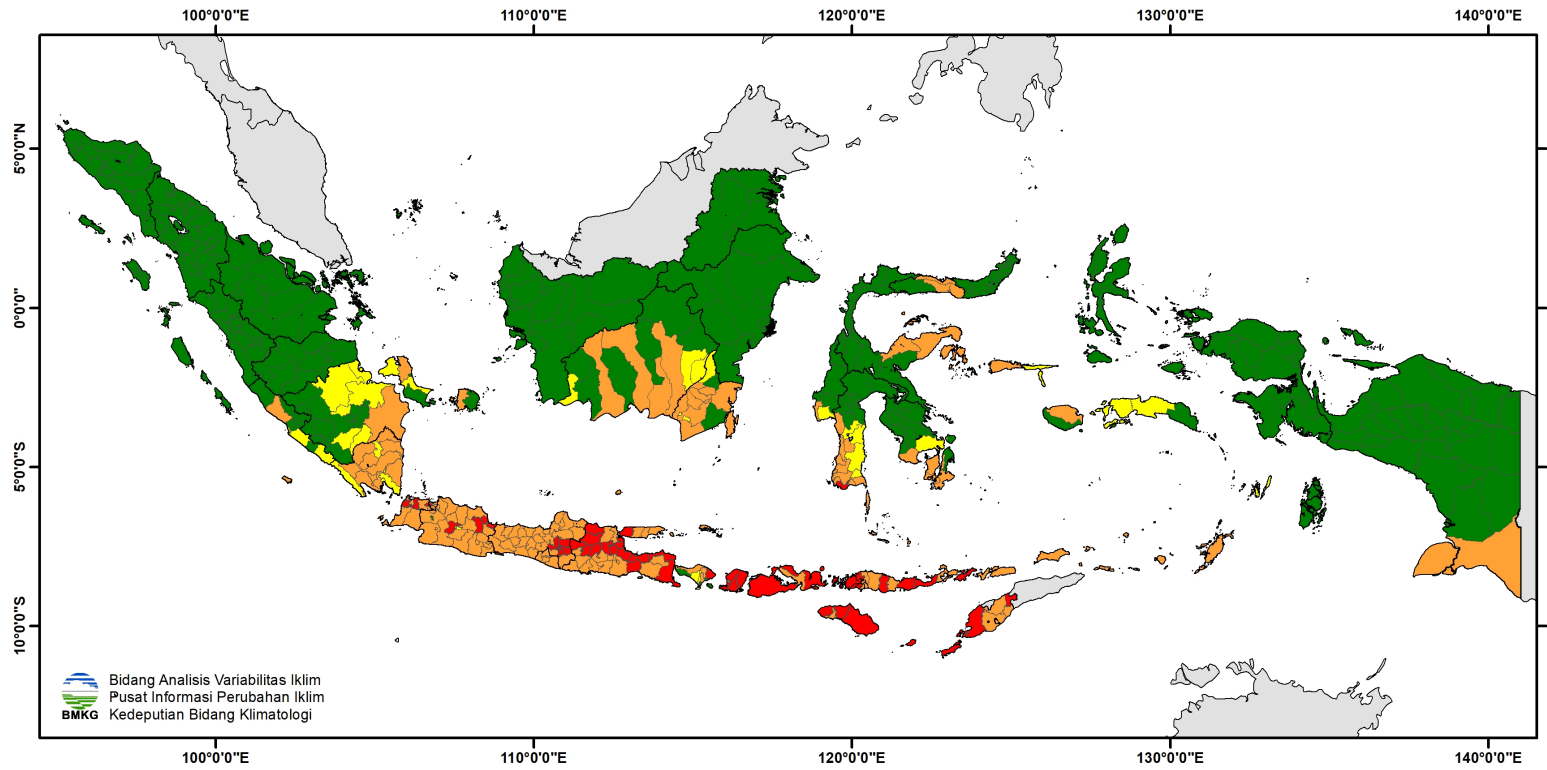 100°0'0"E 110°0'0"E 120°0'0"E 130°0'0"E 140°0'0"E
5°0'0"N
0°0'0"
5°0'0"S
10°0'0"S
Bidang Analisis Variabilitas Iklim
Pusat Informasi Perubahan Iklim
BMKG Kedeputian Bidang Klimatologi
100°0'0"E 110°0'0"E 120°0'0"E 130°0'0"E 140°0'0"E